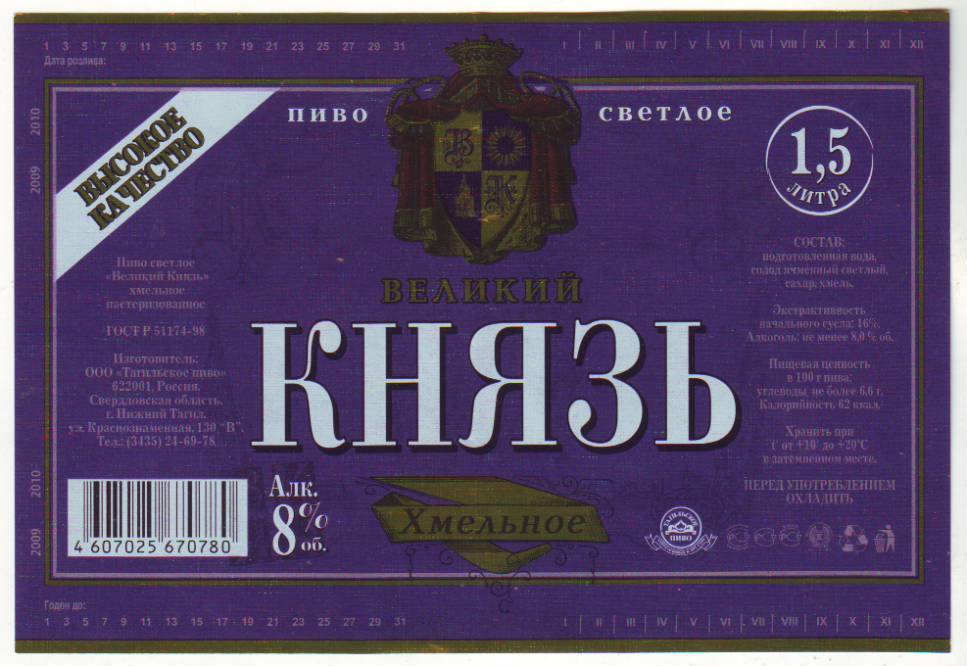 1 3 5 7 9 11 13 15 17 19 21 23 25 27 29 31
I II III IV V VI VII VIII IX X XI XII
Дата розлива:
2010
2009
ВЫСОКОЕ
КАЧЕСТВО
ПИВО
СВЕТЛОЕ
В
К
1,5
литра
ВЕЛИКИЙ
КНЯЗЬ
Хмельное
Пиво светлое
«Великий Князь»
хмельное
пастеризованное
ГОСТ Р 51174-98
Изготовитель:
ООО «Тагильское пиво»
622001, Россия,
Свердловская область,
г. Нижний Тагил,
ул. Краснознаменная, 130 "В".
Тел.: (3435) 24-69-78
СОСТАВ:
подготовленная вода,
солод ячменный светлый,
сахар, хмель.
Экстрактивность
начального сусла: 16%.
Алкоголь: не менее 8,0 % об.
Пищевая ценность
в 100 г пива:
углеводы, не более 6,6 г.
Калорийность 62 ккал.
Хранить при
t° от +10° до +20°С
в затемненном месте.
ПЕРЕД УПОТРЕБЛЕНИЕМ
ОХЛАДИТЬ
2010
2009
4 607025 670780
Алк.
8% об.
ТАГИЛЬСКОЕ
ПИВО
Годен до:
1 3 5 7 9 11 13 15 17 19 21 23 25 27 29 31
I II III IV V VI VII VIII IX X XI XII